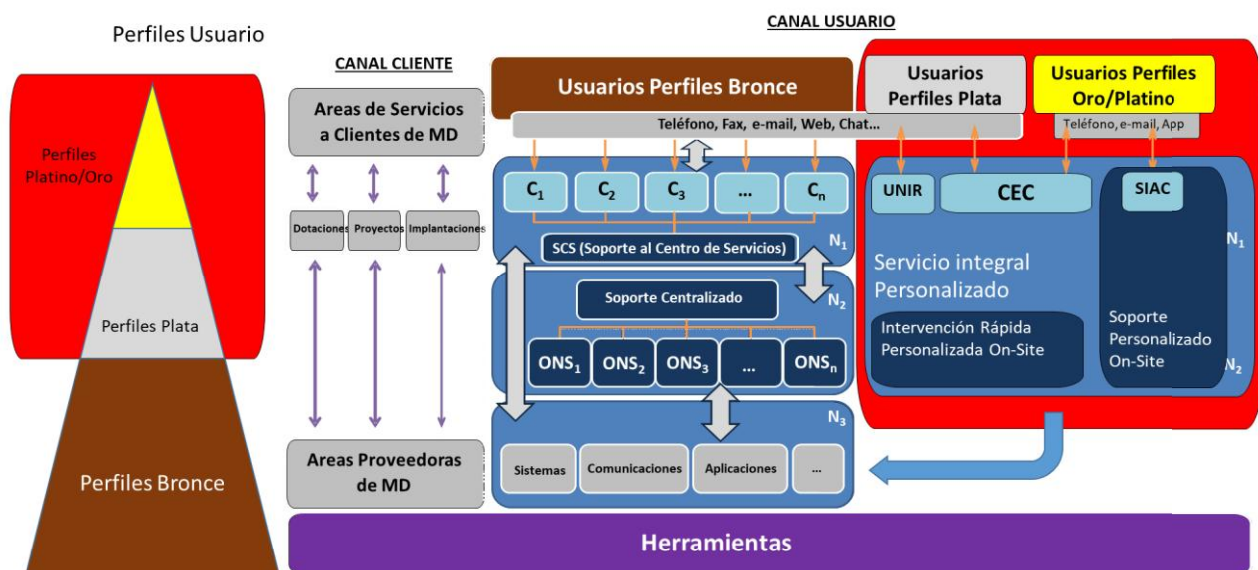 Perfiles Usuario
Perfiles
Platino/Oro
Perfiles Plata
Perfiles Bronce
CANAL CLIENTE
Areas de Servicios
a Clientes de MD
Dotaciones
Proyectos
Implantaciones
Areas Proveedoras
de MD
CANAL USUARIO
Usuarios Perfiles Bronce
Usuarios
Perfiles Plata
Usuarios Perfiles
Oro/Platino
Teléfono, Fax, e-mail, Web, Chat...
Teléfono, e-mail, App
C1
C2
C3
...
Cn
SCS (Soporte al Centro de Servicios)
N1
Soporte Centralizado
N2
ONS1
ONS2
ONS3
...
ONSn
N3
Sistemas
Comunicaciones
Aplicaciones
...
UNIR
CEC
SIAC
N1
Servicio integral
Personalizado
Intervención Rápida
Personalizada On-Site
Soporte
Personalizado
On-Site
N2
Herramientas